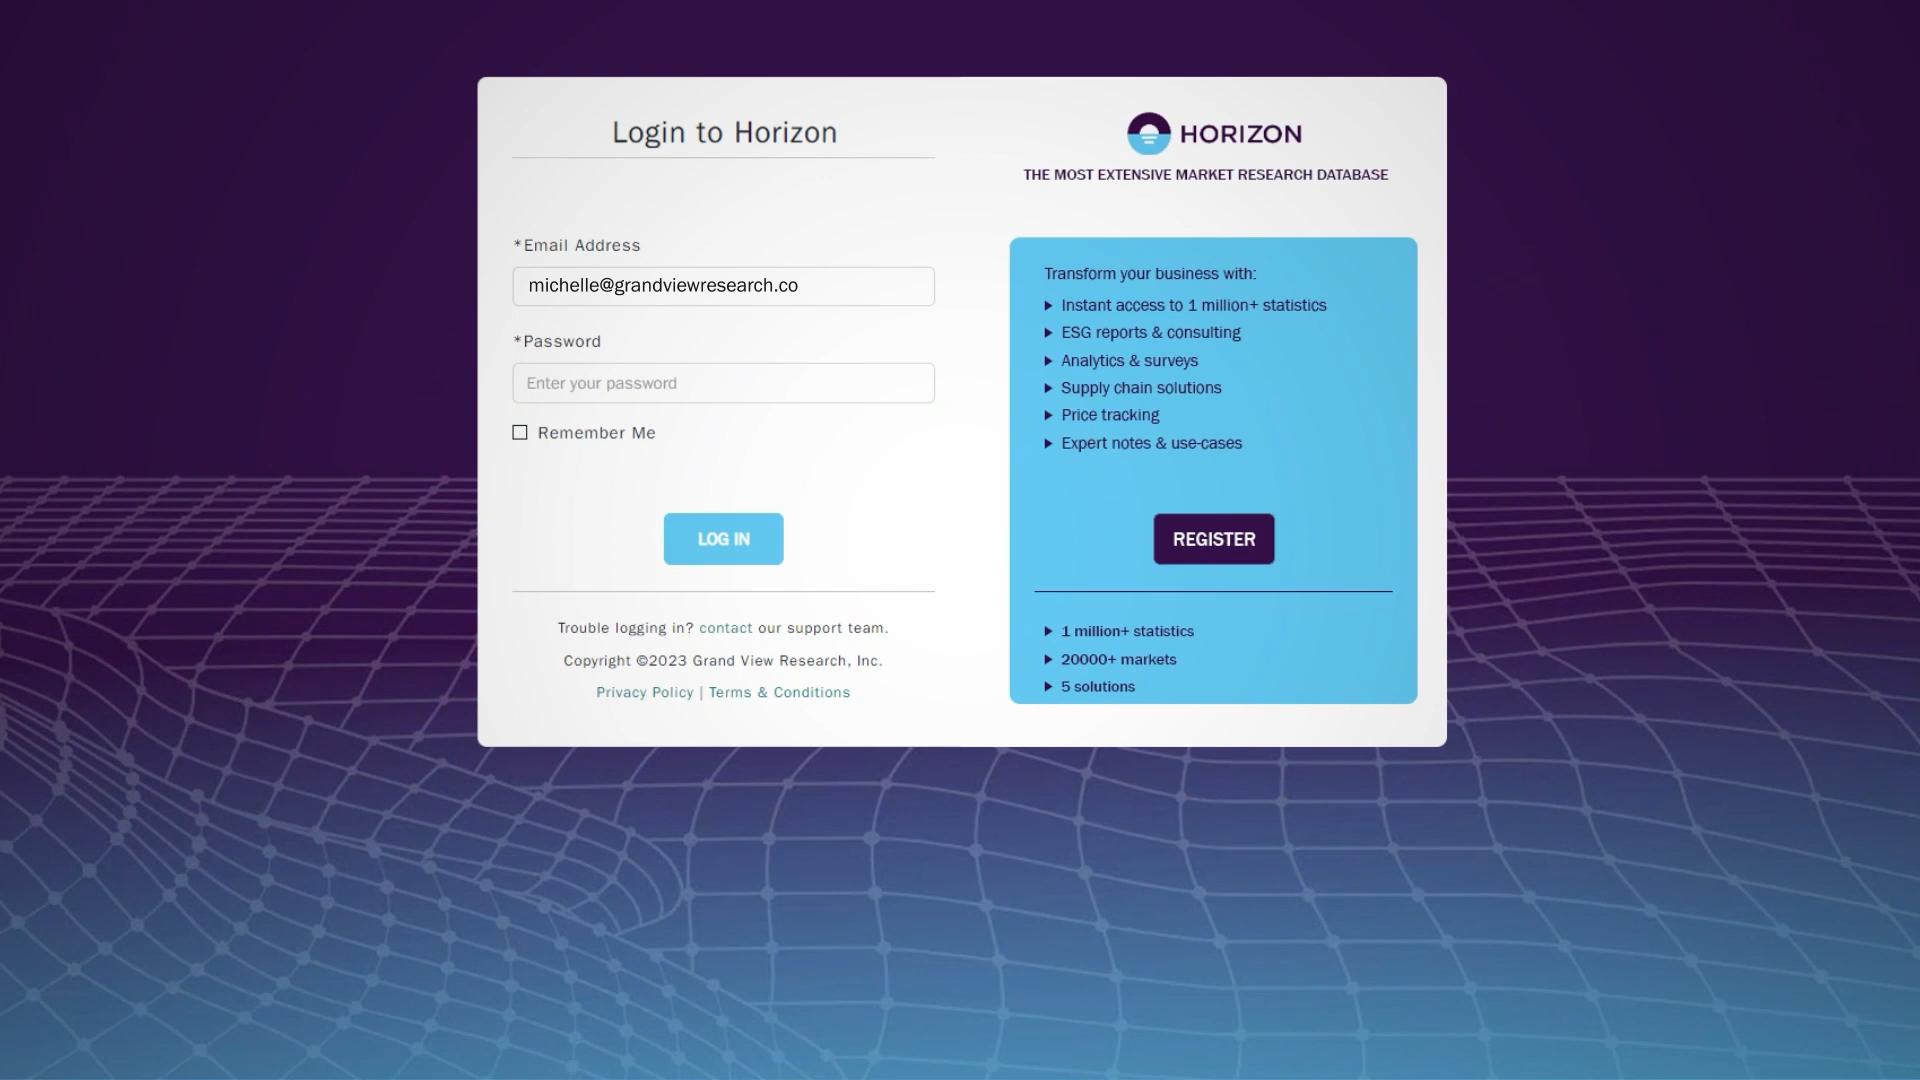 Login to Horizon
*Email Address
michelle@grandviewresearch.co
*Password
Enter your password
Remember Me
LOG IN
Trouble logging in? contact our support team.
Copyright ©2023 Grand View Research, Inc.
Privacy Policy | Terms & Conditions
HORIZON
THE MOST EXTENSIVE MARKET RESEARCH DATABASE
Transform your business with:
Instant access to 1 million+ statistics
ESG reports & consulting
Analytics & surveys
Supply chain solutions
Price tracking
Expert notes & use-cases
REGISTER
1 million+ statistics
20000+ markets
5 solutions